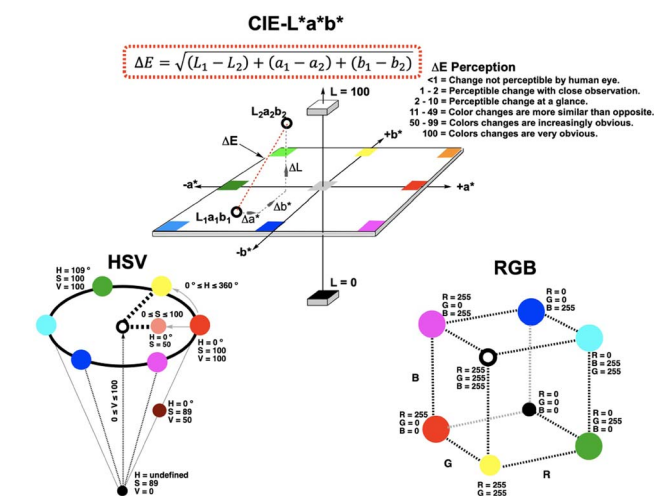 CIE-L*a*b*
ΔE = √(L₁ − L₂) + (a₁ − a₂) + (b₁ − b₂)
ΔE Perception
<1 = Change not perceptible by human eye.
1 - 2 = Perceptible change with close observation.
2 - 10 = Perceptible change at a glance.
11 - 49 = Color changes are more similar than opposite.
50 - 99 = Colors changes are increasingly obvious.
100 = Colors changes are very obvious.
L = 100
L₂a₂b₂
ΔE
+b*
ΔL
-a*
+a*
Δb*
L₁a₁b₁
Δa*
-b*
L = 0
HSV
H = 109 º
S = 100
V = 100
0 º ≤ H ≤ 360 º
0 ≤ S ≤ 100
H = 0 º
S = 50
H = 0 º
S = 100
V = 100
0 ≤ V ≤ 100
H = 0 º
S = 89
V = 50
H = undefined
S = 89
V = 0
RGB
R = 255
G = 0
B = 255
R = 0
G = 0
B = 255
R = 0
B = 255
G = 255
R = 255
G = 255
B = 255
B
R = 0
G = 0
B = 0
R = 255
G = 0
B = 0
R = 0
G = 255
B = 0
G
R
R = 255
G = 255